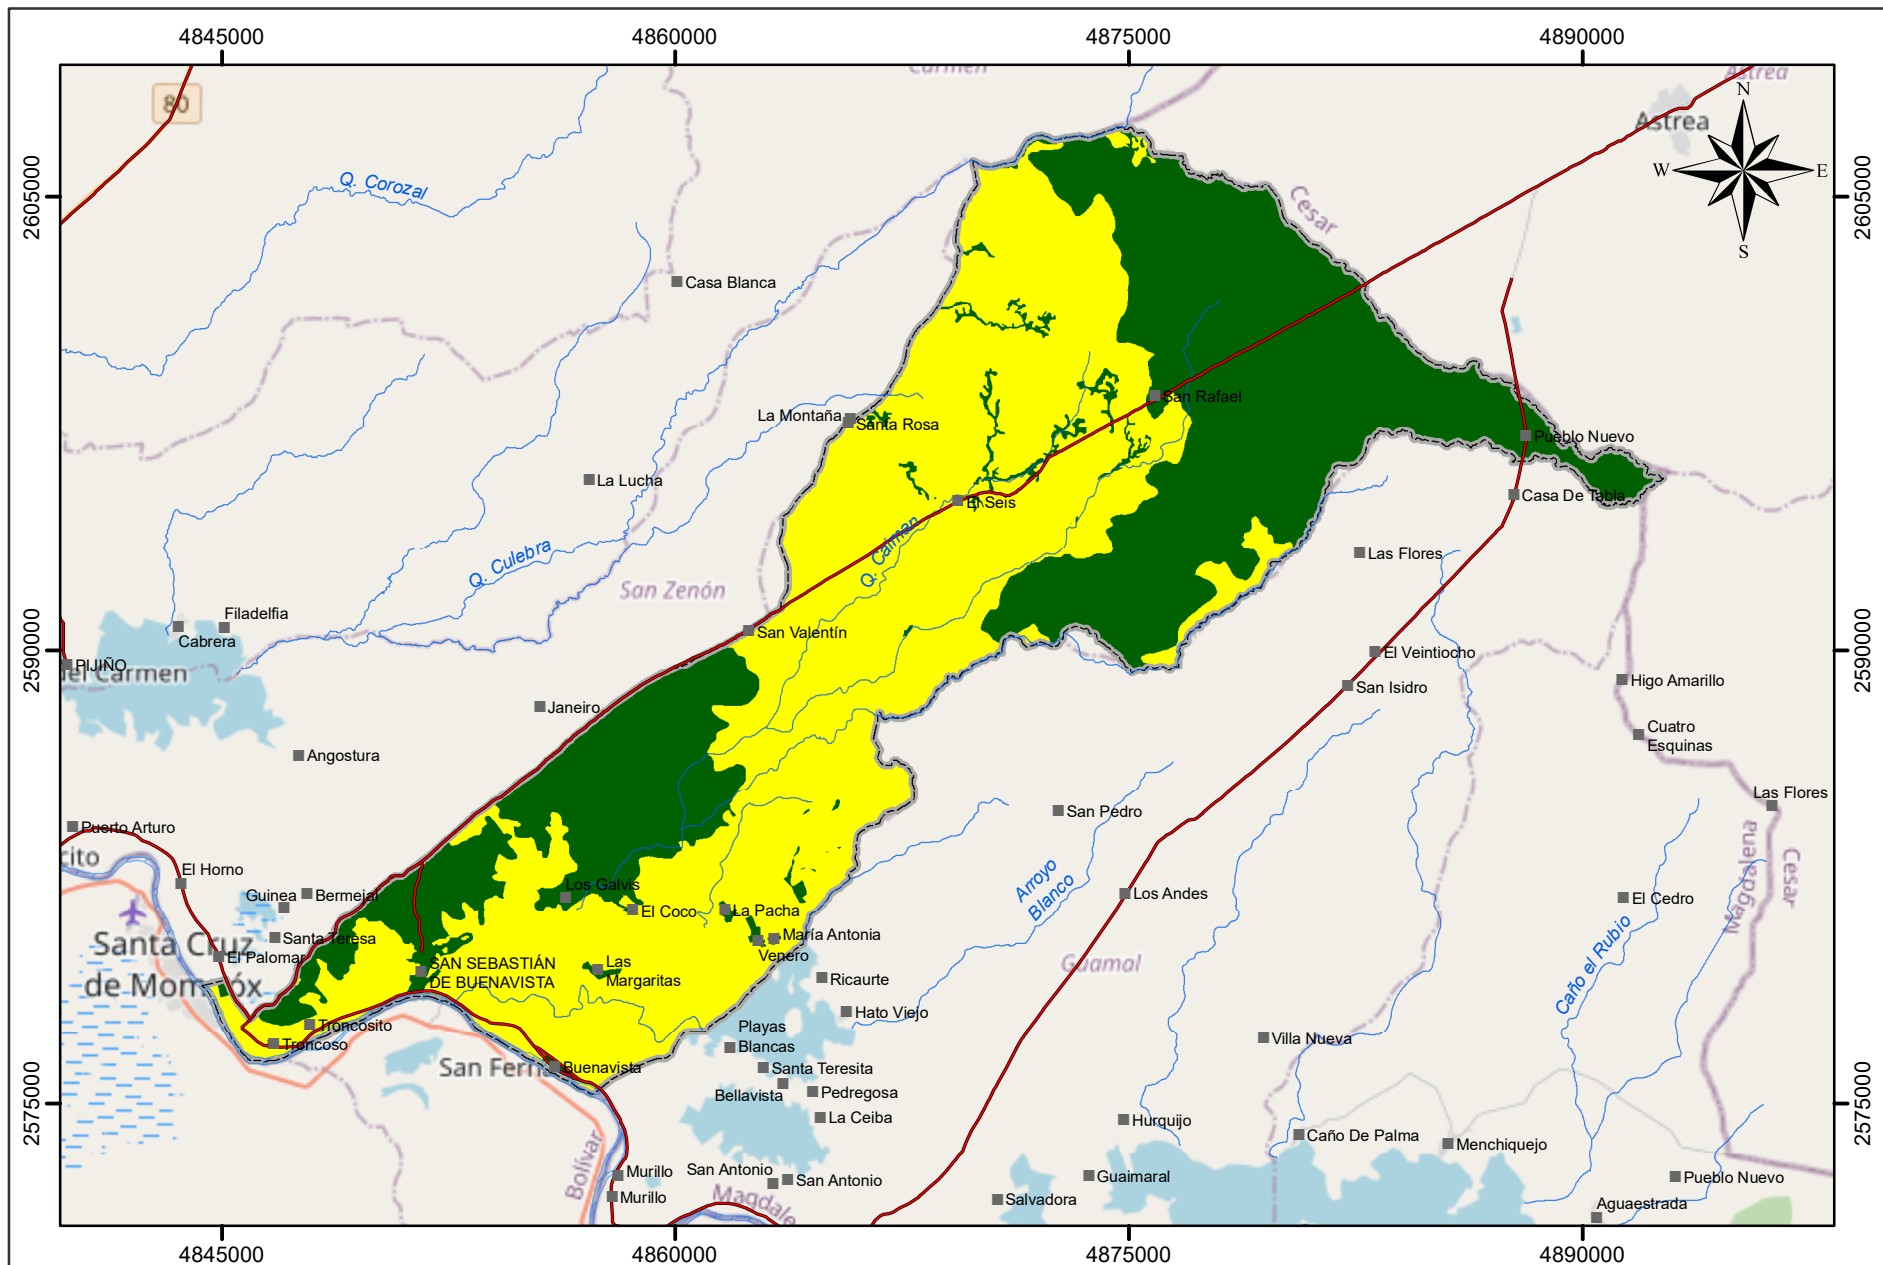 4845000
4860000
4875000
4890000
Carmen
Astrea
80
Astrea
N
W
E
S
Q. Corozal
2605000
2605000
Cesar
Casa Blanca
La Montaña
Santa Rosa
San Rafael
Pueblo Nuevo
La Lucha
El Seis
Casa De Tabla
Q. Caiman
Q. Culebra
Las Flores
San Zenón
Filadelfia
Cabrera
San Valentín
2590000
2590000
PIJIÑO
del Carmen
El Veintiocho
San Isidro
Higo Amarillo
Janeiro
Cuatro
Esquinas
Angostura
Las Flores
San Pedro
Puerto Arturo
cito
El Horno
Guinea
Bermejal
Los Galvis
El Coco
La Pacha
Arroyo
Blanco
Los Andes
El Cedro
Magdalena
Cesar
Santa Teresa
Santa Cruz
de Mompóx
El Palomar
María Antonia
Venero
SAN SEBASTIÁN
DE BUENAVISTA
Las
Margaritas
Ricaurte
Guamal
Caño el Rubio
Hato Viejo
Troncosito
Troncoso
Playas
Blancas
Villa Nueva
San Ferna
Buenavista
Santa Teresita
Bellavista
Pedregosa
La Ceiba
2575000
2575000
Hurquijo
Caño De Palma
Menchiquejo
Bolívar
Murillo
Murillo
San Antonio
San Antonio
Magdale
Guaimaral
Salvadora
Pueblo Nuevo
Aguaestrada
4845000
4860000
4875000
4890000